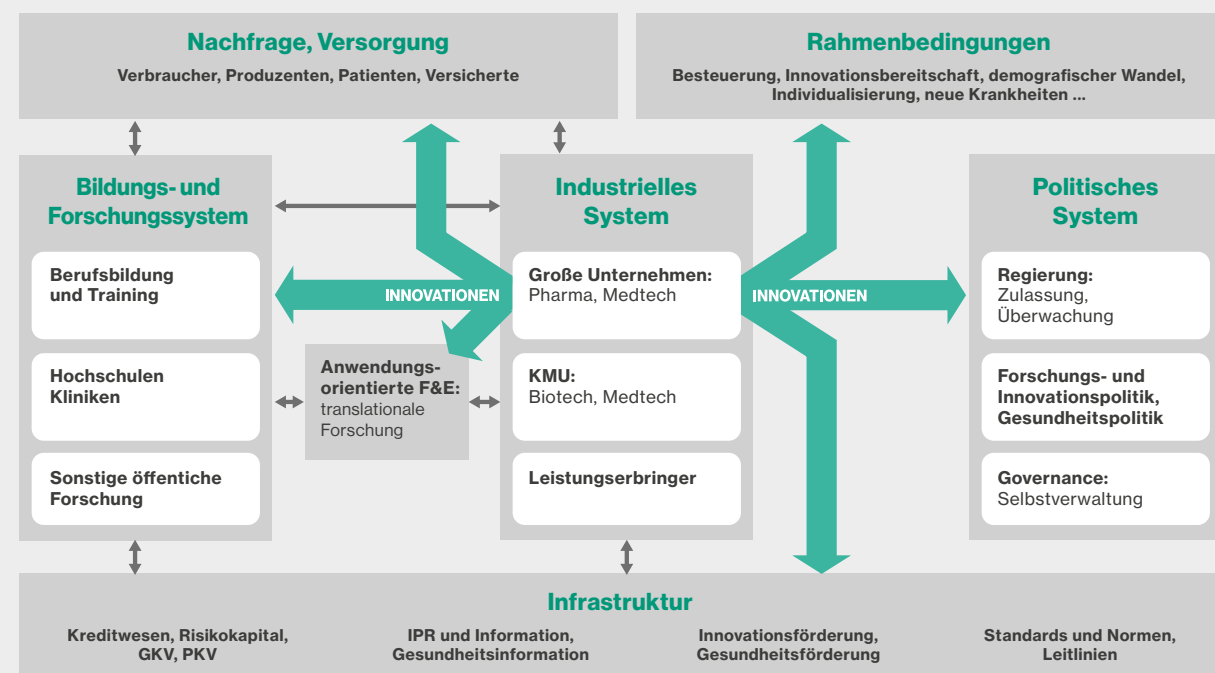 Nachfrage, Versorgung
Verbraucher, Produzenten, Patienten, Versicherte
Rahmenbedingungen
Besteuerung, Innovationsbereitschaft, demografischer Wandel,
Individualisierung, neue Krankheiten ...
Bildungs- und
Forschungssystem
Berufsbildung
und Training
Hochschulen
Kliniken
Sonstige öffentiche
Forschung
INNOVATIONEN
Anwendungs-
orientierte F&E:
translationale
Forschung
Industrielles
System
Große Unternehmen:
Pharma, Medtech
KMU:
Biotech, Medtech
Leistungserbringer
INNOVATIONEN
Politisches
System
Regierung:
Zulassung,
Überwachung
Forschungs- und
Innovationspolitik,
Gesundheitspolitik
Governance:
Selbstverwaltung
Infrastruktur
Kreditwesen, Risikokapital,
GKV, PKV
IPR und Information,
Gesundheitsinformation
Innovationsförderung,
Gesundheitsförderung
Standards und Normen,
Leitlinien